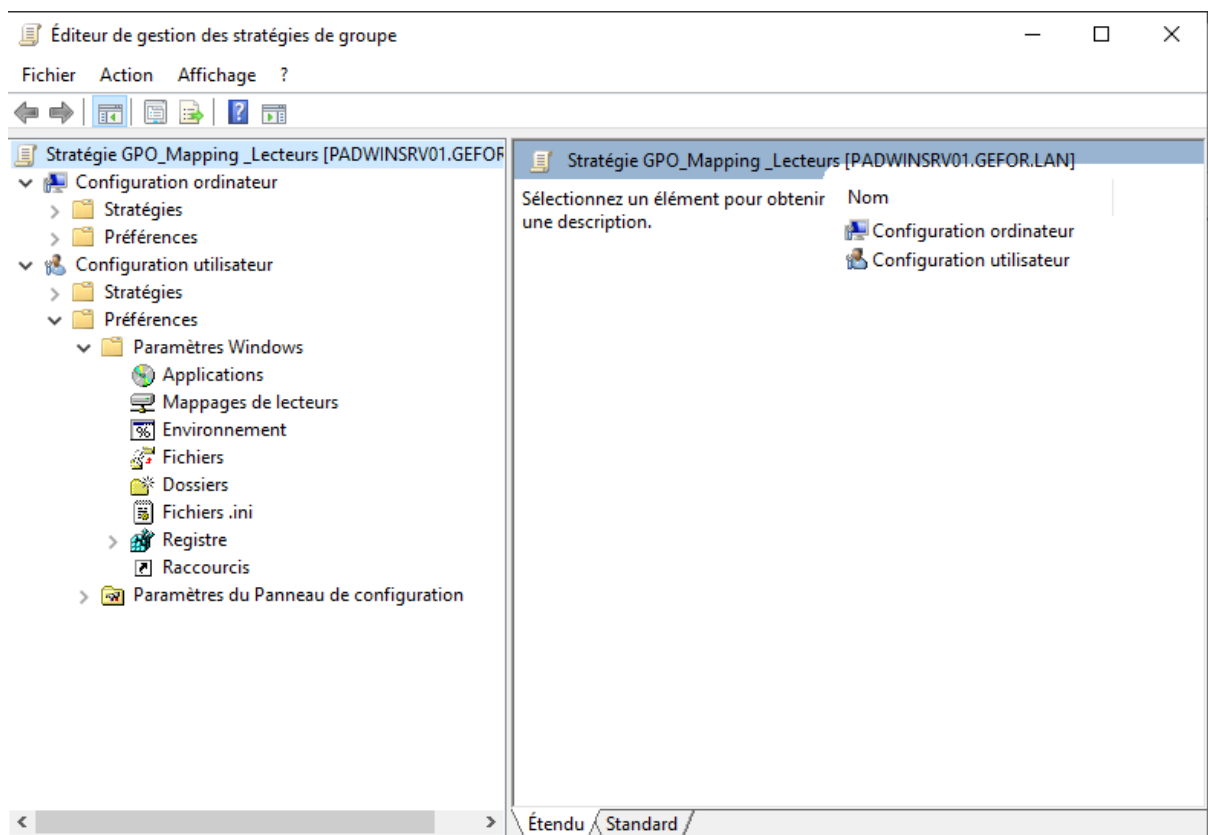 Éditeur de gestion des stratégies de groupe
Fichier Action Affichage ?
Stratégie GPO_Mapping _Lecteurs [PADWINSRV01.GEFOR
Configuration ordinateur
Stratégies
Préférences
Configuration utilisateur
Stratégies
Préférences
Paramètres Windows
Applications
Mappages de lecteurs
Environnement
Fichiers
Dossiers
Fichiers .ini
Registre
Raccourcis
Paramètres du Panneau de configuration
Stratégie GPO_Mapping _Lecteurs [PADWINSRV01.GEFOR.LAN]
Sélectionnez un élément pour obtenir
une description.
Nom
Configuration ordinateur
Configuration utilisateur
Étendu Standard